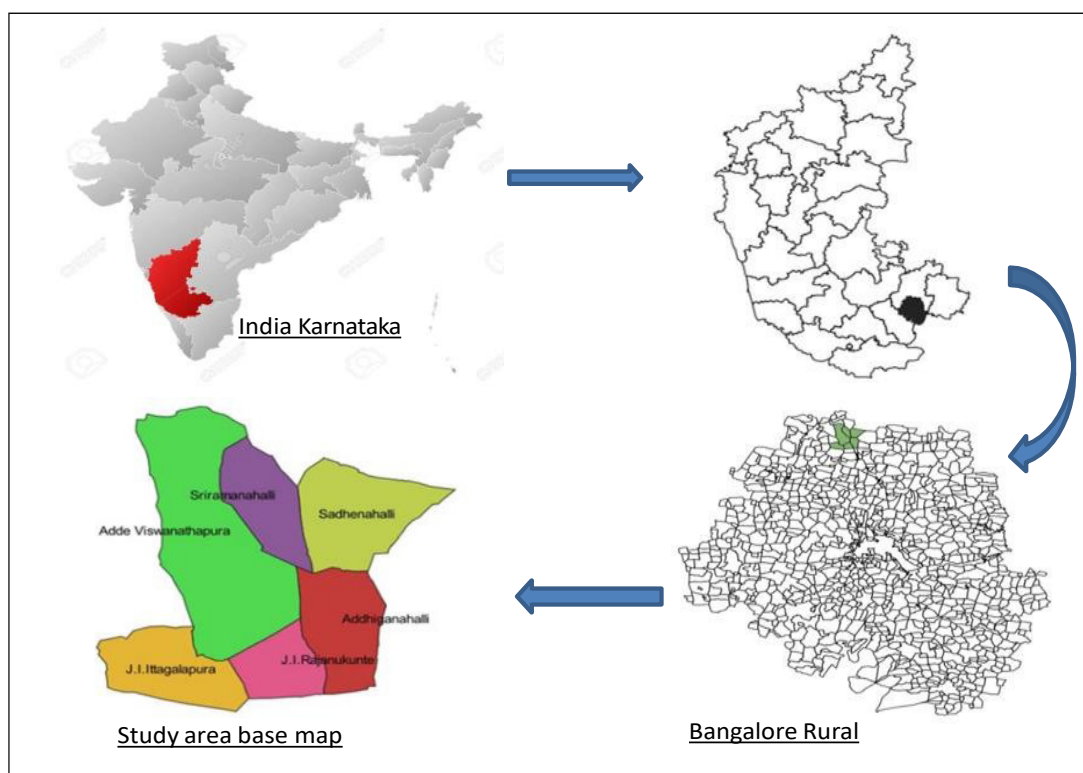 India Karnataka
Sriramanahalli
Sadhenahalli
Adde Viswanathapura
Addhiganahalli
J.I.Rajanukunte
J.I.Ittagalapura
Study area base map
Bangalore Rural